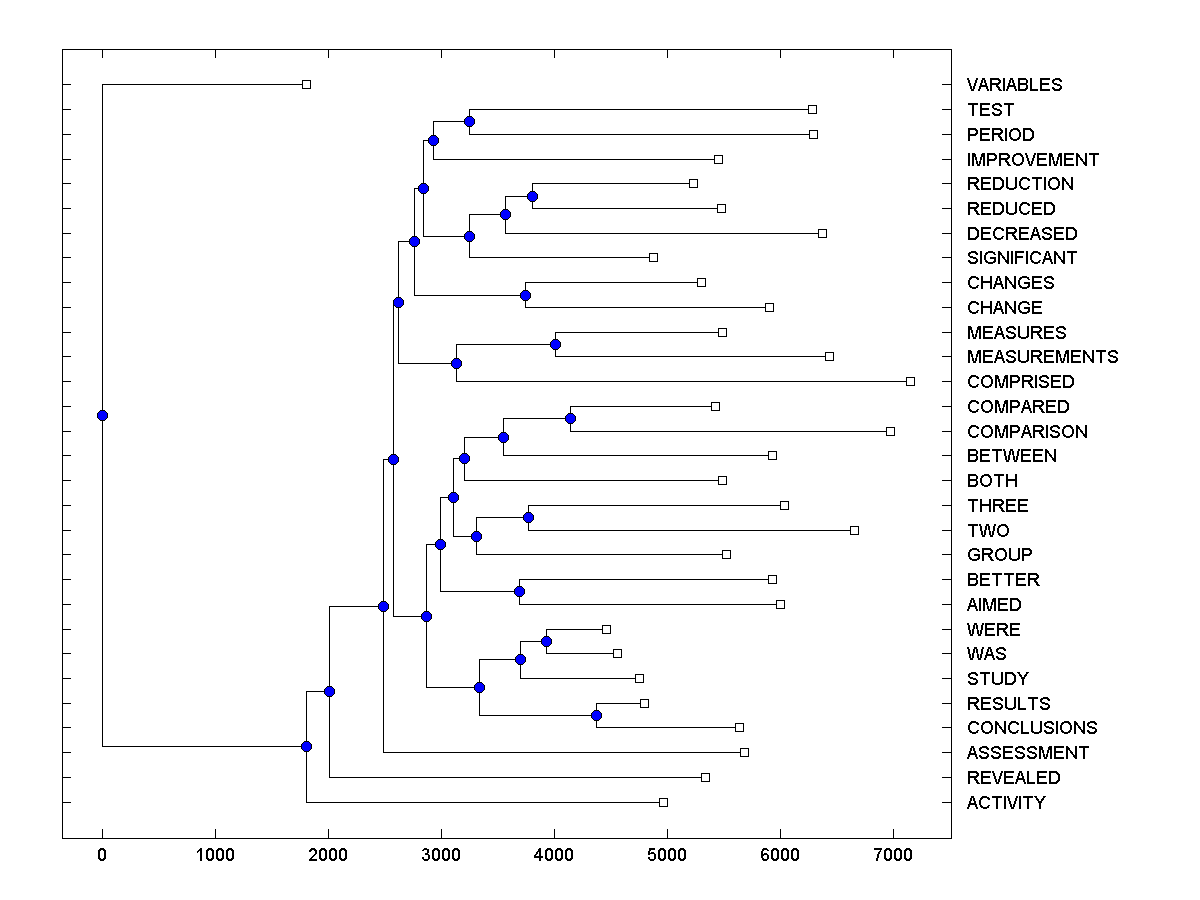 VARIABLES
TEST
PERIOD
IMPROVEMENT
REDUCTION
REDUCED
DECREASED
SIGNIFICANT
CHANGES
CHANGE
MEASURES
MEASUREMENTS
COMPRISED
COMPARED
COMPARISON
BETWEEN
BOTH
THREE
TWO
GROUP
BETTER
AIMED
WERE
WAS
STUDY
RESULTS
CONCLUSIONS
ASSESSMENT
REVEALED
ACTIVITY
0 1000 2000 3000 4000 5000 6000 7000